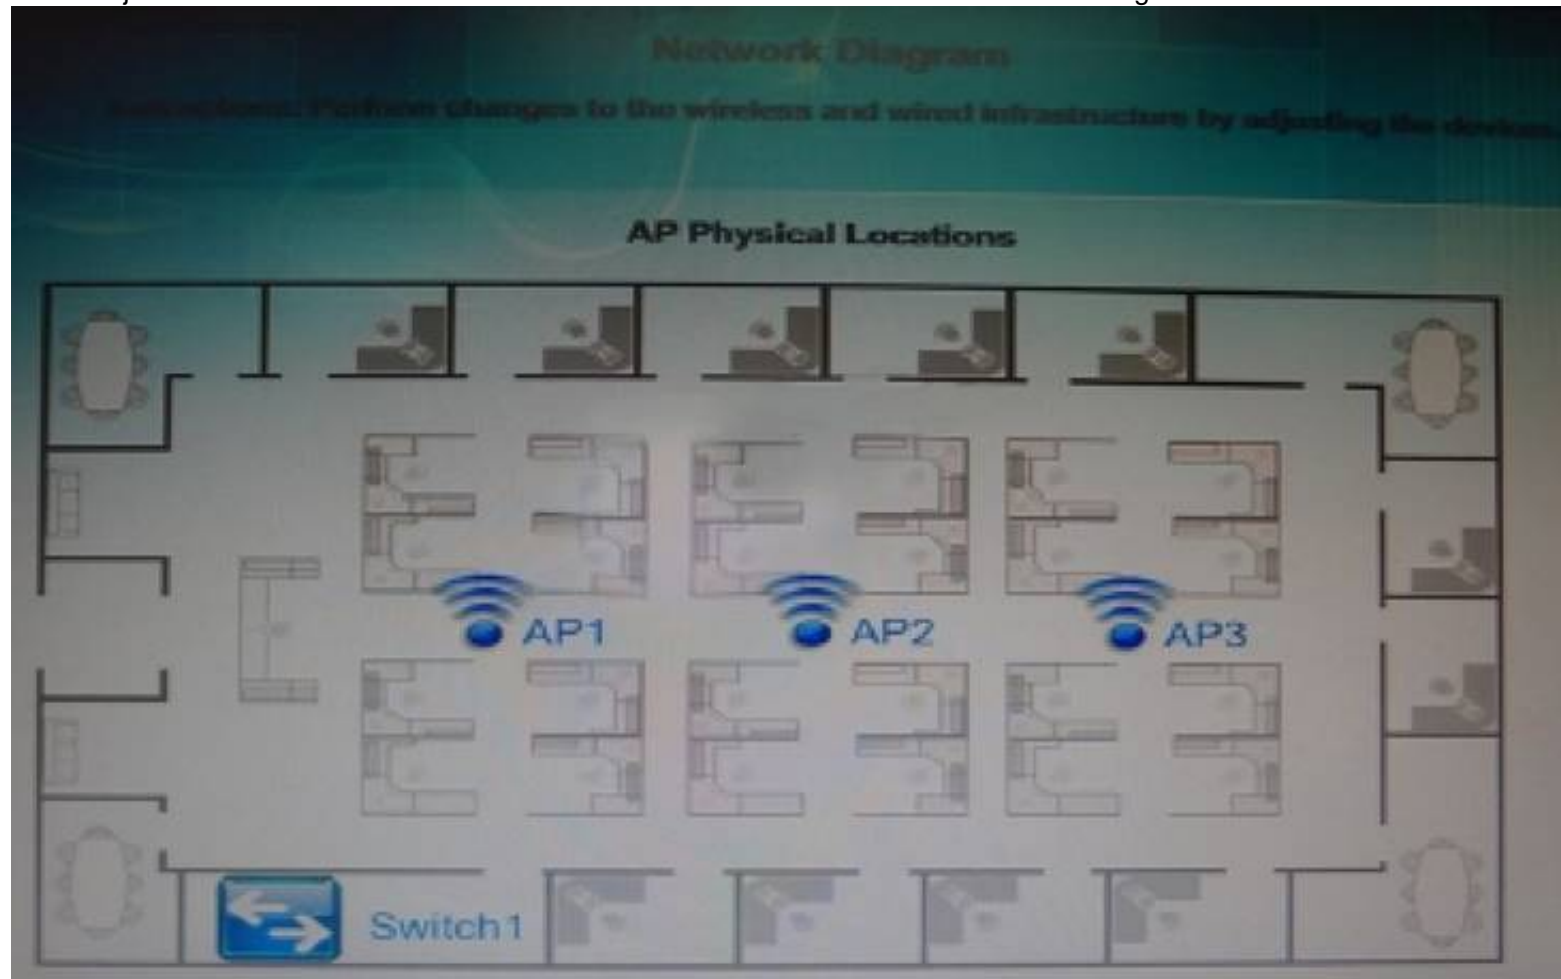 Network Diagram
Perform changes to the wireless and wired infrastructure by adjusting the devices
AP Physical Locations
AP1
AP2
AP3
Switch1